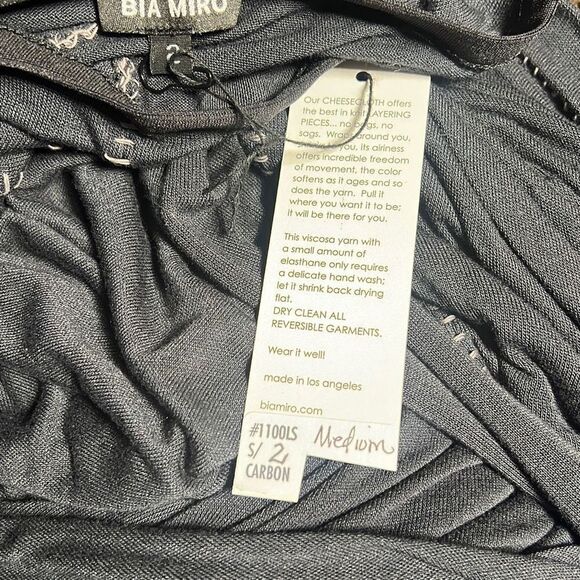 BIA MIRO
2
Our CHEESECLOTH offers
the best in knit LAYERING
PIECES... no bags, no
sags. Wrap around you,
to you, its airiness
offers incredible freedom
of movement, the color
softens as it ages and so
does the yarn. Pull it
where you want it to be;
it will be there for you.
This viscosa yarn with
a small amount of
elasthane only requires
a delicate hand wash;
let it shrink back drying
flat.
DRY CLEAN ALL
REVERSIBLE GARMENTS.
Wear it well!
made in los angeles
biamiro.com
#1100LS
S/ 2
CARBON
Medium